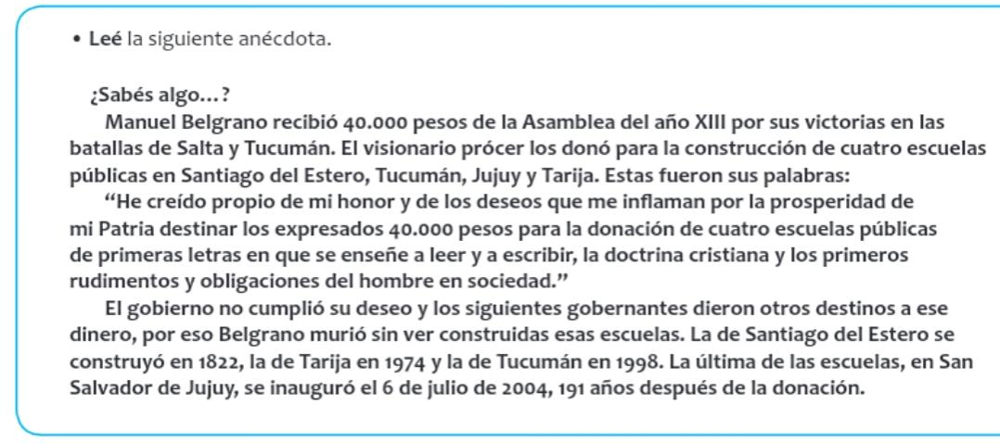 • Leé la siguiente anécdota.
¿Sabés algo...?
Manuel Belgrano recibió 40.000 pesos de la Asamblea del año XIII por sus victorias en las
batallas de Salta y Tucumán. El visionario prócer los donó para la construcción de cuatro escuelas
públicas en Santiago del Estero, Tucumán, Jujuy y Tarija. Estas fueron sus palabras:
“He creído propio de mi honor y de los deseos que me inflaman por la prosperidad de
mi Patria destinar los expresados 40.000 pesos para la donación de cuatro escuelas públicas
de primeras letras en que se enseñe a leer y a escribir, la doctrina cristiana y los primeros
rudimentos y obligaciones del hombre en sociedad.”
El gobierno no cumplió su deseo y los siguientes gobernantes dieron otros destinos a ese
dinero, por eso Belgrano murió sin ver construidas esas escuelas. La de Santiago del Estero se
construyó en 1822, la de Tarija en 1974 y la de Tucumán en 1998. La última de las escuelas, en San
Salvador de Jujuy, se inauguró el 6 de julio de 2004, 191 años después de la donación.